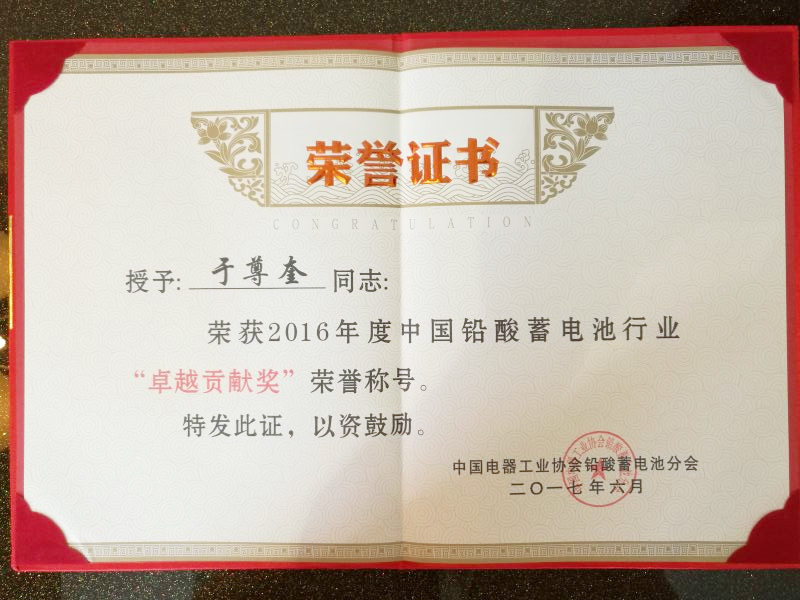 荣誉证书
CONGRATULATION
授予: 于尊奎 同志:
荣获2016年度中国铅酸蓄电池行业
“卓越贡献奖”荣誉称号。
特发此证，以资鼓励。
中国电器工业协会铅酸蓄电池分会
二〇一七年六月